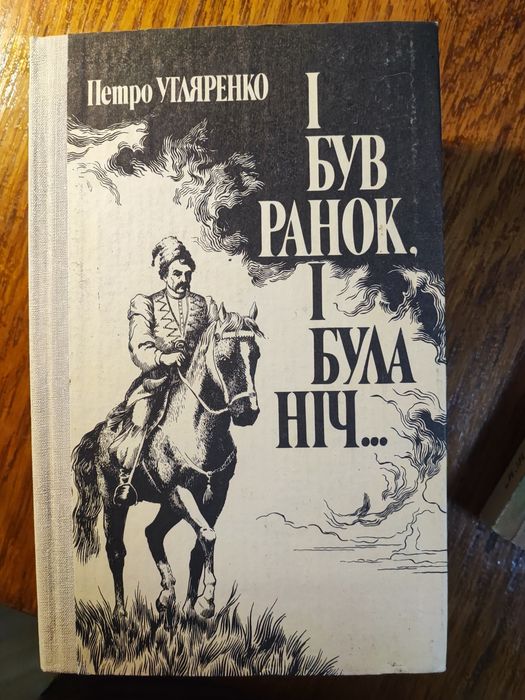 Петро УГЛЯРЕНКО
І
БУВ
РАНОК,
І
БУЛА
НІЧ...